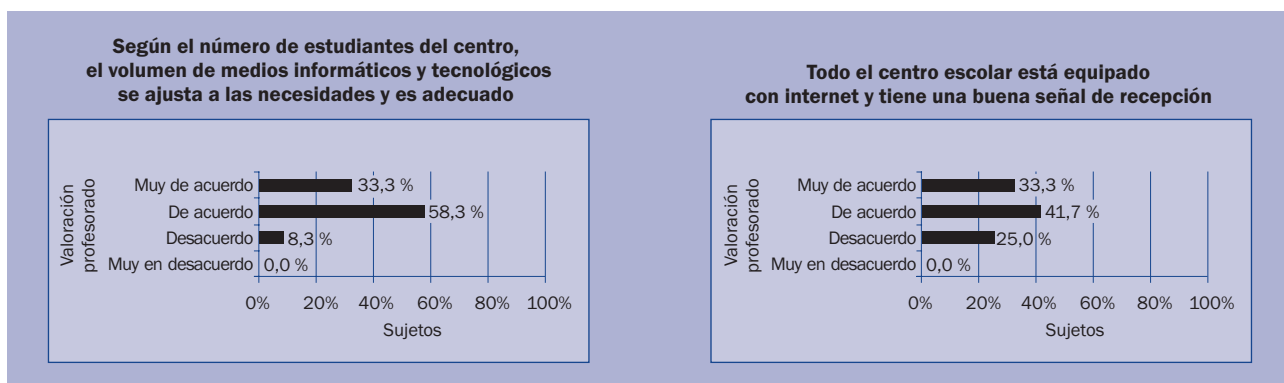 Según el número de estudiantes del centro,
el volumen de medios informáticos y tecnológicos
se ajusta a las necesidades y es adecuado
Valoración
profesorado
Muy de acuerdo 33,3 %
De acuerdo 58,3 %
Desacuerdo 8,3 %
Muy en desacuerdo 0,0 %
0% 20% 40% 60% 80% 100%
Sujetos
Todo el centro escolar está equipado
con internet y tiene una buena señal de recepción
Valoración
profesorado
Muy de acuerdo 33,3 %
De acuerdo 41,7 %
Desacuerdo 25,0 %
Muy en desacuerdo 0,0 %
0% 20% 40% 60% 80% 100%
Sujetos